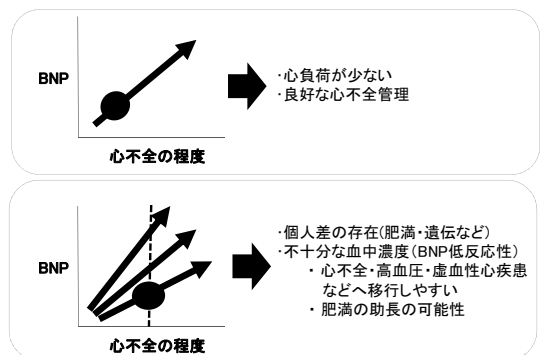 BNP
心不全の程度
･心負荷が少ない
･良好な心不全管理
BNP
心不全の程度
･個人差の存在(肥満･遺伝など)
･不十分な血中濃度(BNP低反応性)
･ 心不全･高血圧･虚血性心疾患
などへ移行しやすい
･ 肥満の助長の可能性